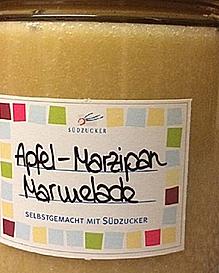 SÜDZUCKER
Apfel-Marzipan
Marmelade
SELBSTGEMACHT MIT SÜDZUCKER